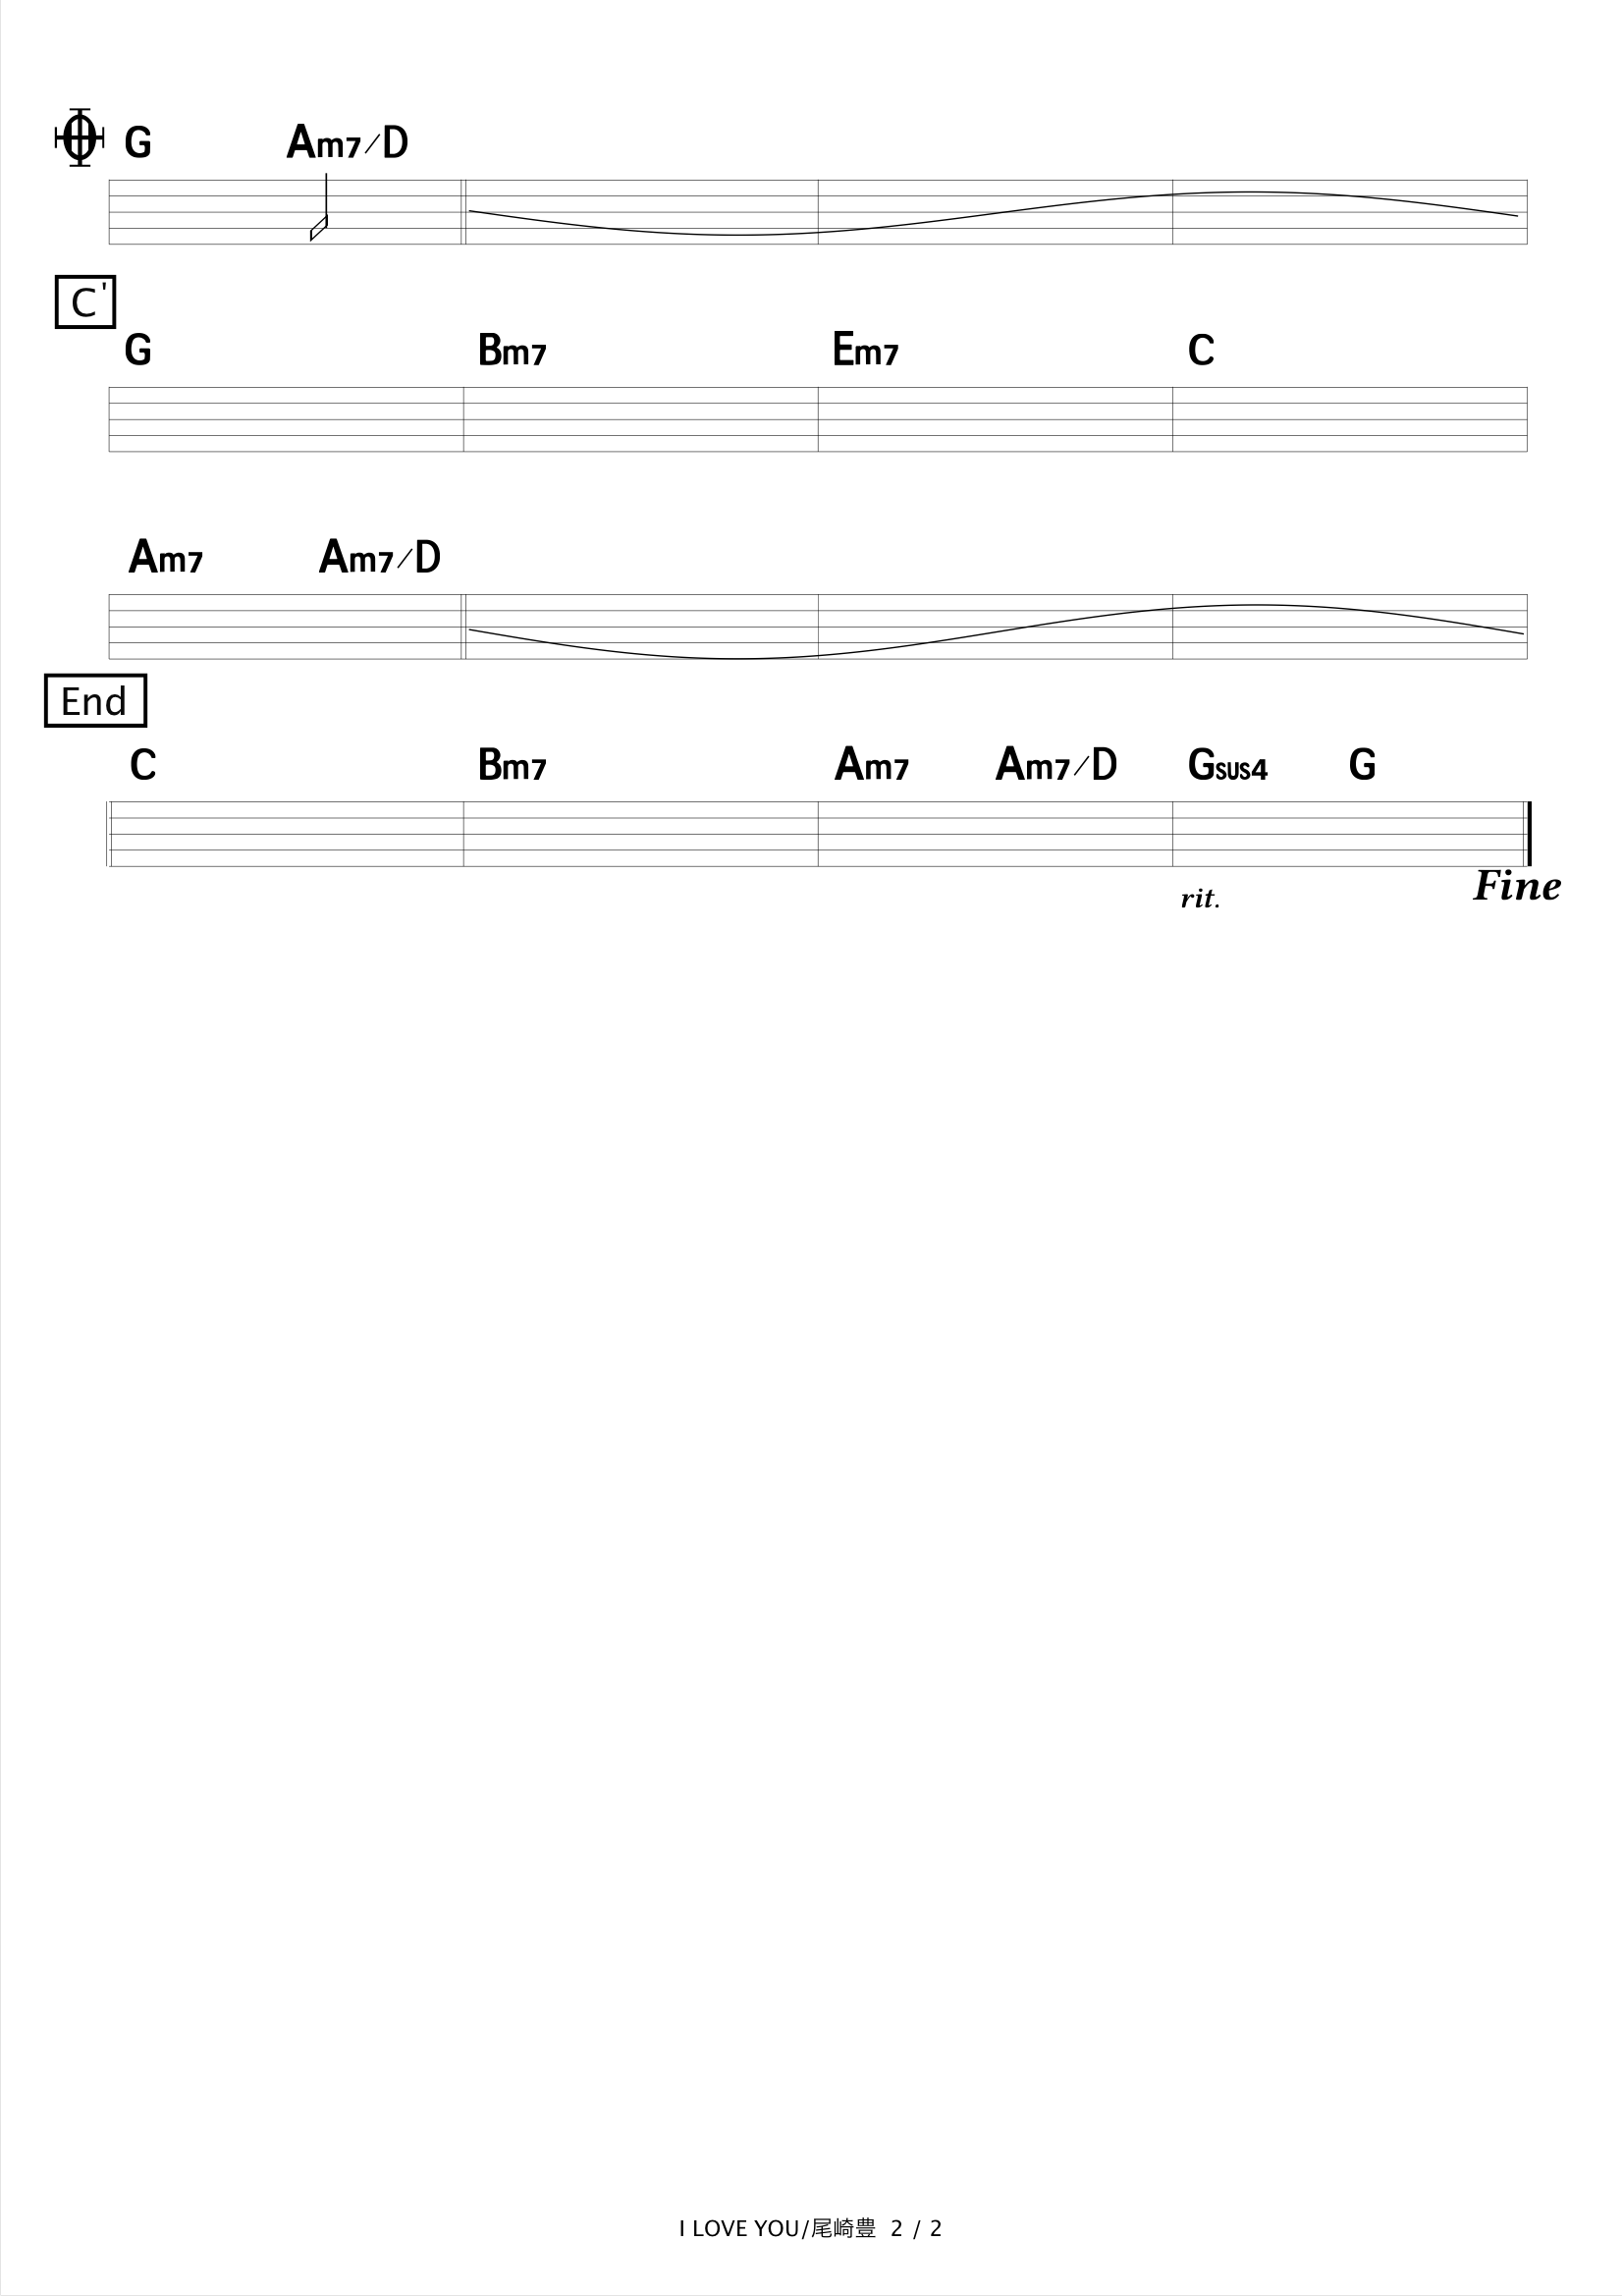 G Am7/D
C'
G Bm7 Em7 C
Am7 Am7/D
End
C Bm7 Am7 Am7/D Gsus4 G
rit. Fine
I LOVE YOU/尾崎豊 2 / 2